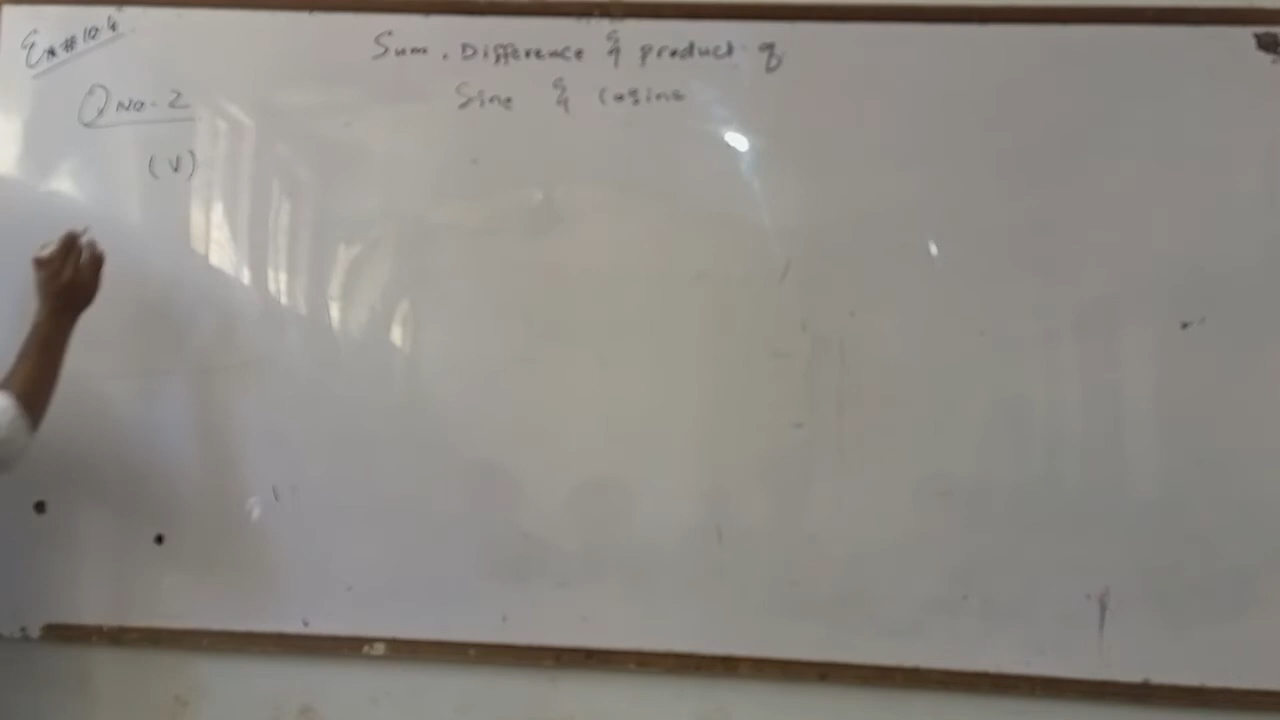 Ex#10.4
Sum, Difference & product of
Sine & Cosine
Q No-2
(V)